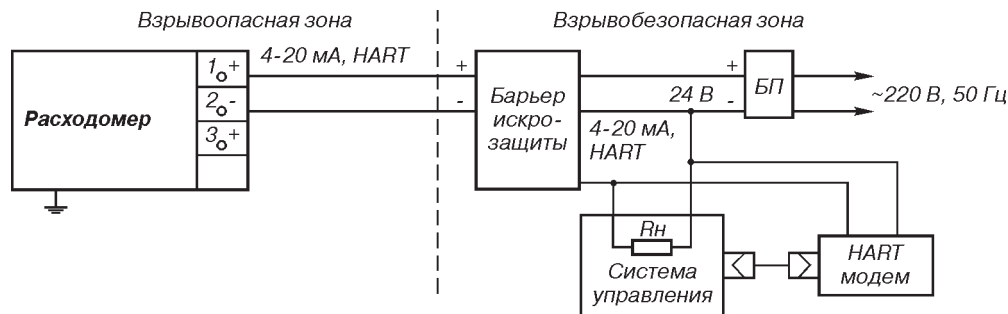 Взрывоопасная зона
Взрывобезопасная зона
4-20 мА, HART
1 +
2 -
3 +
Расходомер
+
-
Барьер
искро-
защиты
+
-
24 В
БП
~220 В, 50 Гц
4-20 мА,
HART
Rн
Система
управления
HART
модем